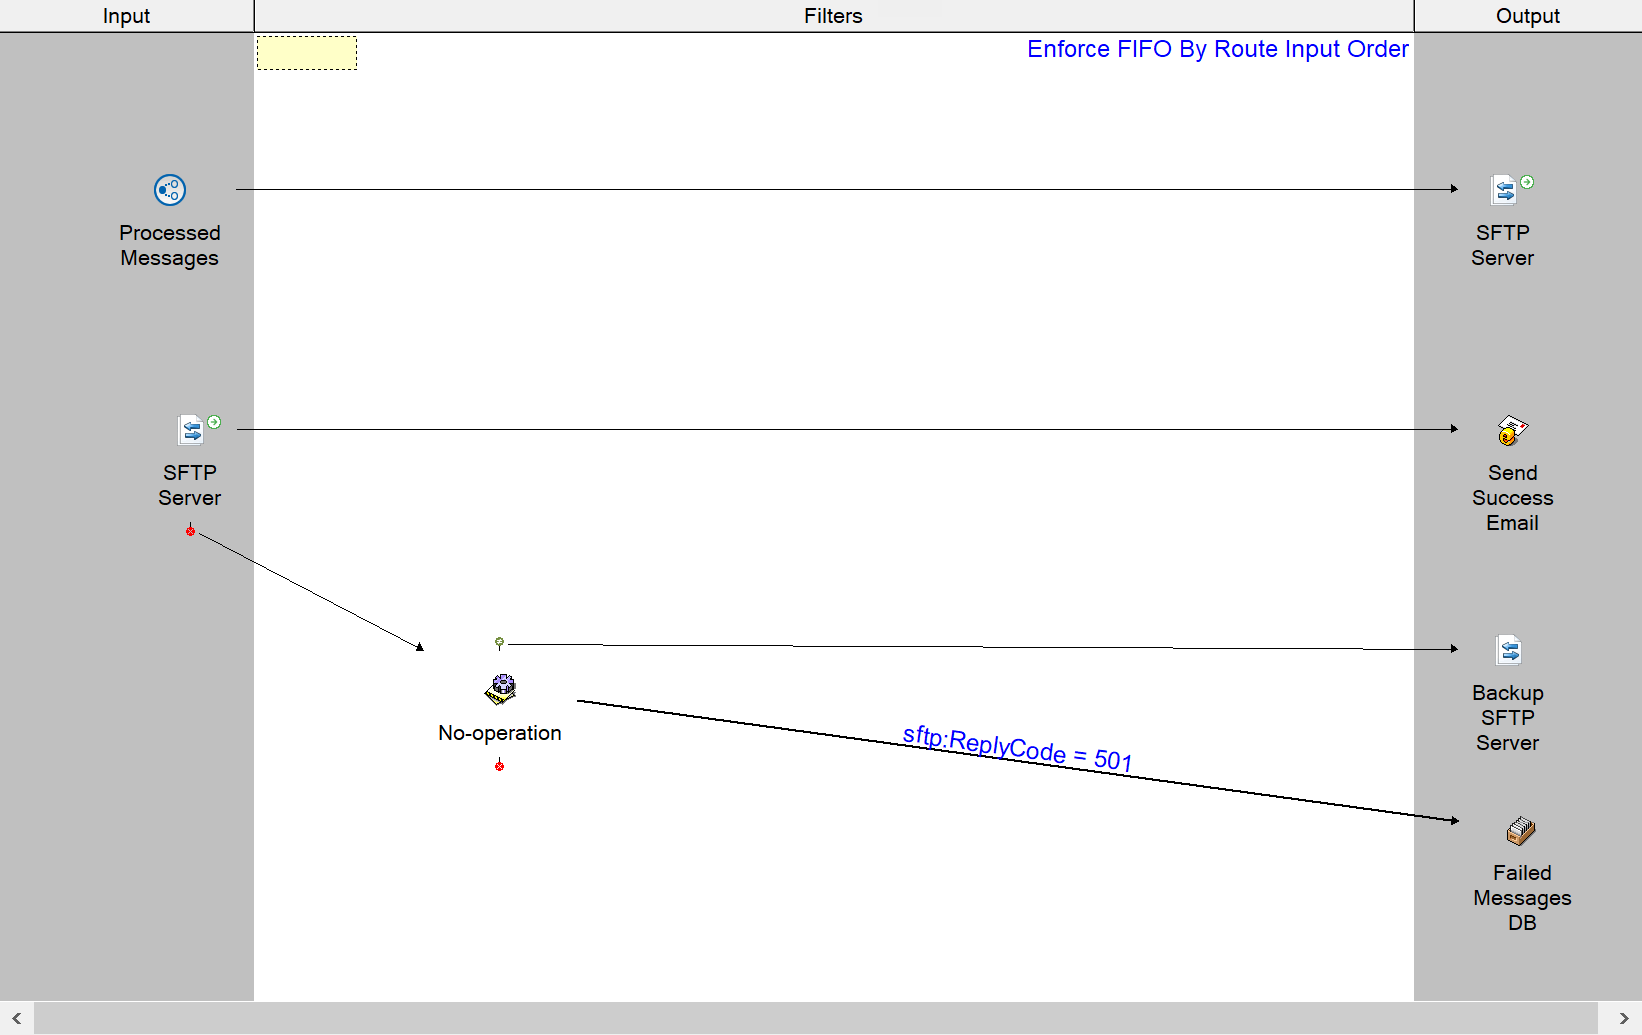 Input
Filters
Output
Enforce FIFO By Route Input Order
Processed
Messages
SFTP
Server
SFTP
Server
Send
Success
Email
No-operation
sftp:ReplyCode = 501
Backup
SFTP
Server
Failed
Messages
DB